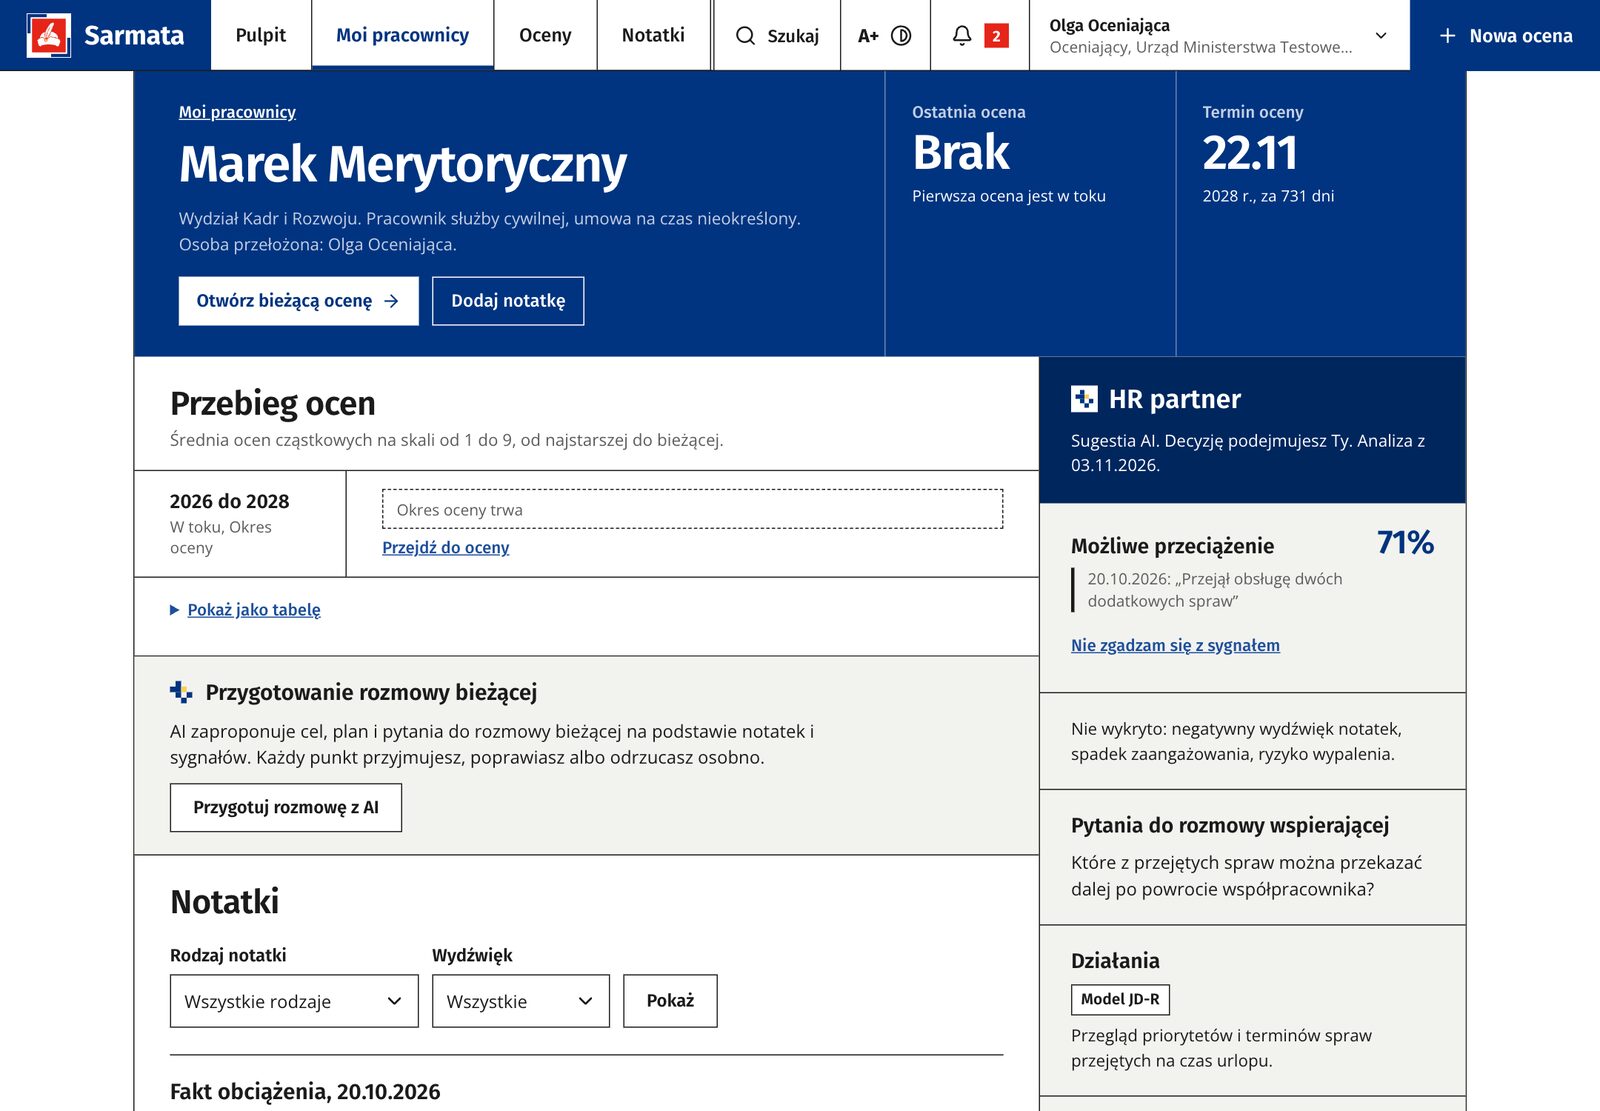 Sarmata
Pulpit
Moi pracownicy
Oceny
Notatki
Szukaj
A+
2
Olga Oceniająca
Oceniający, Urząd Ministerstwa Testowe...
Nowa ocena
Moi pracownicy
Marek Merytoryczny
Wydział Kadr i Rozwoju. Pracownik służby cywilnej, umowa na czas nieokreślony.
Osoba przełożona: Olga Oceniająca.
Otwórz bieżącą ocenę →
Dodaj notatkę
Ostatnia ocena
Brak
Pierwsza ocena jest w toku
Termin oceny
22.11
2028 r., za 731 dni
Przebieg ocen
Średnia ocen cząstkowych na skali od 1 do 9, od najstarszej do bieżącej.
2026 do 2028
W toku, Okres
oceny
Okres oceny trwa
Przejdź do oceny
Pokaż jako tabelę
Przygotowanie rozmowy bieżącej
AI zaproponuje cel, plan i pytania do rozmowy bieżącej na podstawie notatek i
sygnałów. Każdy punkt przyjmujesz, poprawiasz albo odrzucasz osobno.
Przygotuj rozmowę z AI
Notatki
Rodzaj notatki
Wydźwięk
Wszystkie rodzaje
Wszystkie
Pokaż
Fakt obciążenia, 20.10.2026
HR partner
Sugestia AI. Decyzję podejmujesz Ty. Analiza z
03.11.2026.
Możliwe przeciążenie
71%
20.10.2026: „Przejął obsługę dwóch
dodatkowych spraw”
Nie zgadzam się z sygnałem
Nie wykryto: negatywny wydźwięk notatek,
spadek zaangażowania, ryzyko wypalenia.
Pytania do rozmowy wspierającej
Które z przejętych spraw można przekazać
dalej po powrocie współpracownika?
Działania
Model JD-R
Przegląd priorytetów i terminów spraw
przejętych na czas urlopu.